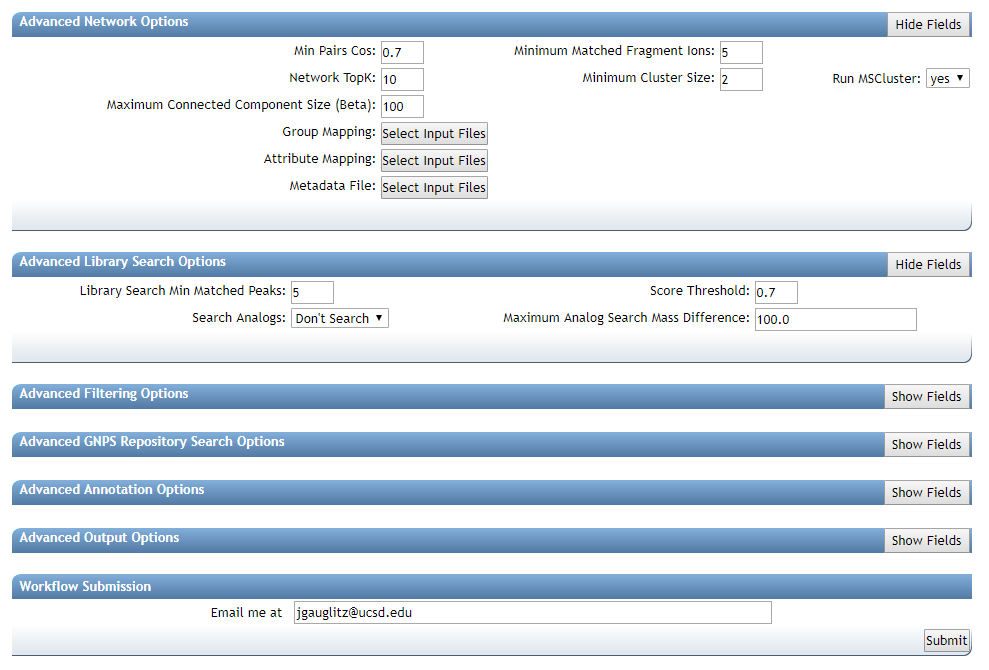 Advanced Network Options Hide Fields
Min Pairs Cos: 0.7 Minimum Matched Fragment Ions: 5
Network TopK: 10 Minimum Cluster Size: 2 Run MSCluster: yes
Maximum Connected Component Size (Beta): 100
Group Mapping: Select Input Files
Attribute Mapping: Select Input Files
Metadata File: Select Input Files
Advanced Library Search Options Hide Fields
Library Search Min Matched Peaks: 5 Score Threshold: 0.7
Search Analogs: Don't Search Maximum Analog Search Mass Difference: 100.0
Advanced Filtering Options Show Fields
Advanced GNPS Repository Search Options Show Fields
Advanced Annotation Options Show Fields
Advanced Output Options Show Fields
Workflow Submission
Email me at jgauglitz@ucsd.edu
Submit